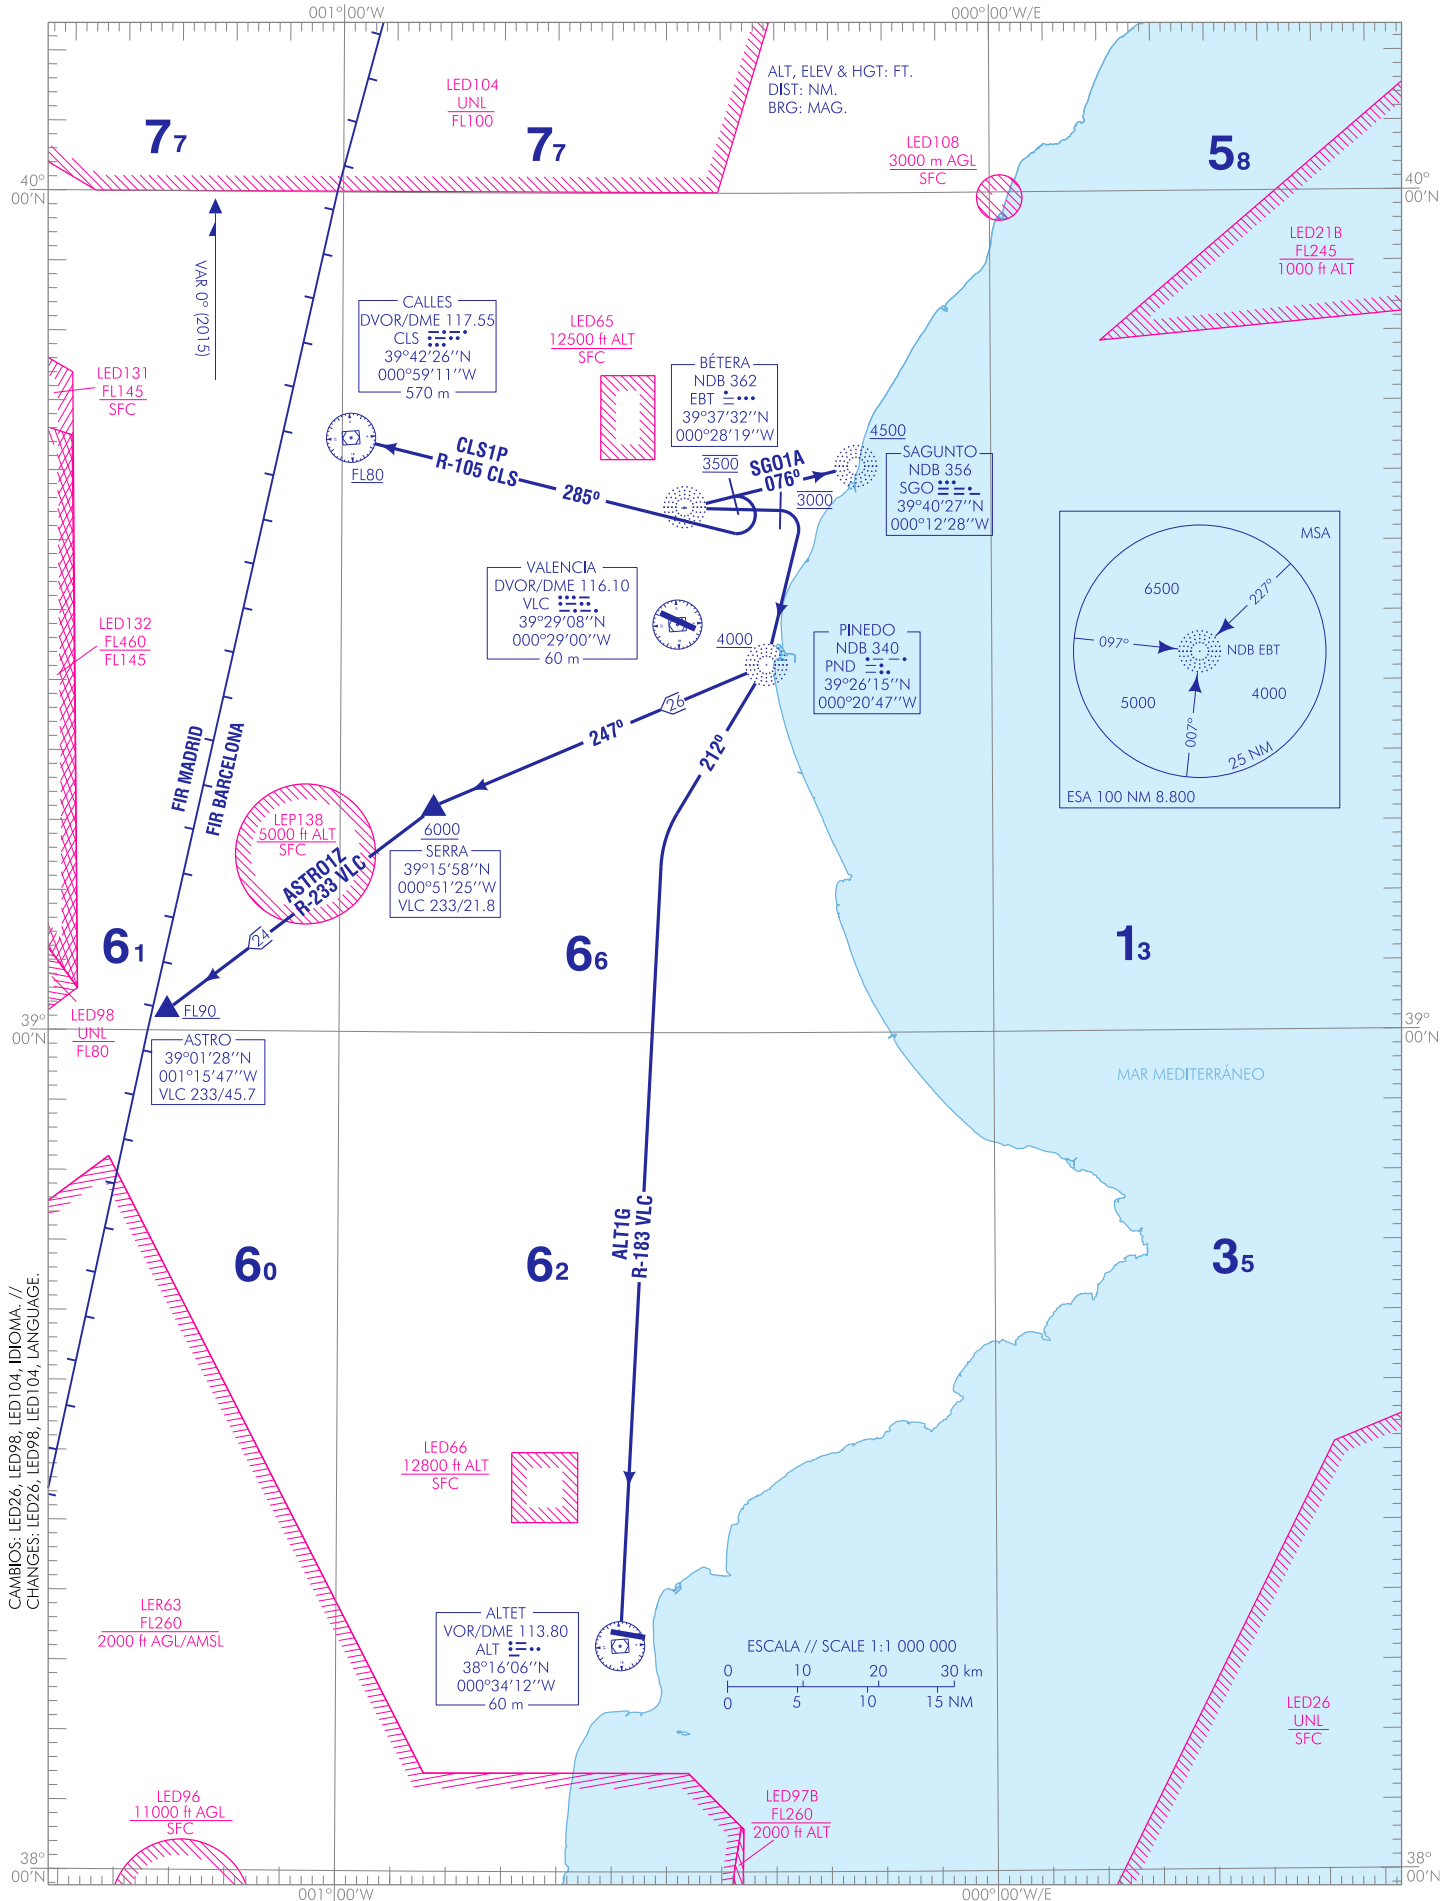 001°00'W
000°00'W/E
ALT, ELEV & HGT: FT.
DIST: NM.
BRG: MAG.
LED104
UNL
FL100
7 7
7 7
5 8
LED108
3000 m AGL
SFC
40°
00'N
40°
00'N
VAR 0° (2015)
LED21B
FL245
1000 ft ALT
CALLES
DVOR/DME 117.55
CLS
39°42'26''N
000°59'11''W
570 m
LED65
12500 ft ALT
SFC
BÉTERA
NDB 362
EBT
39°37'32''N
000°28'19''W
LED131
FL145
SFC
4500
SAGUNTO
NDB 356
SGO
39°40'27''N
000°12'28''W
CLS1P
R-105 CLS
285º
FL80
3500
SGO1A
076º
3000
MSA
6500
227°
097°
NDB EBT
5000
4000
007°
25 NM
ESA 100 NM 8.800
VALENCIA
DVOR/DME 116.10
VLC
39°29'08''N
000°29'00''W
60 m
LED132
FL460
FL145
4000
PINEDO
NDB 340
PND
39°26'15''N
000°20'47''W
26
247º
212º
FIR MADRID
FIR BARCELONA
LEP138
5000 ft ALT
SFC
6000
SERRA
39°15'58''N
000°51'25''W
VLC 233/21.8
ASTRO1Z
R-233 VLC
24
6 1
6 6
1 3
FL90
LED98
UNL
FL80
39°
00'N
39°
00'N
ASTRO
39°01'28''N
001°15'47''W
VLC 233/45.7
MAR MEDITERRÁNEO
ALT1G
R-183 VLC
6 0
6 2
3 5
CAMBIOS: LED26, LED98, LED104, IDIOMA. //
CHANGES: LED26, LED98, LED104, LANGUAGE.
LED66
12800 ft ALT
SFC
LER63
FL260
2000 ft AGL/AMSL
ALTET
VOR/DME 113.80
ALT
38°16'06''N
000°34'12''W
60 m
ESCALA // SCALE 1:1 000 000
0 10 20 30 km
0 5 10 15 NM
LED26
UNL
SFC
LED96
11000 ft AGL
SFC
LED97B
FL260
2000 ft ALT
38°
00'N
38°
00'N
001°00'W
000°00'W/E